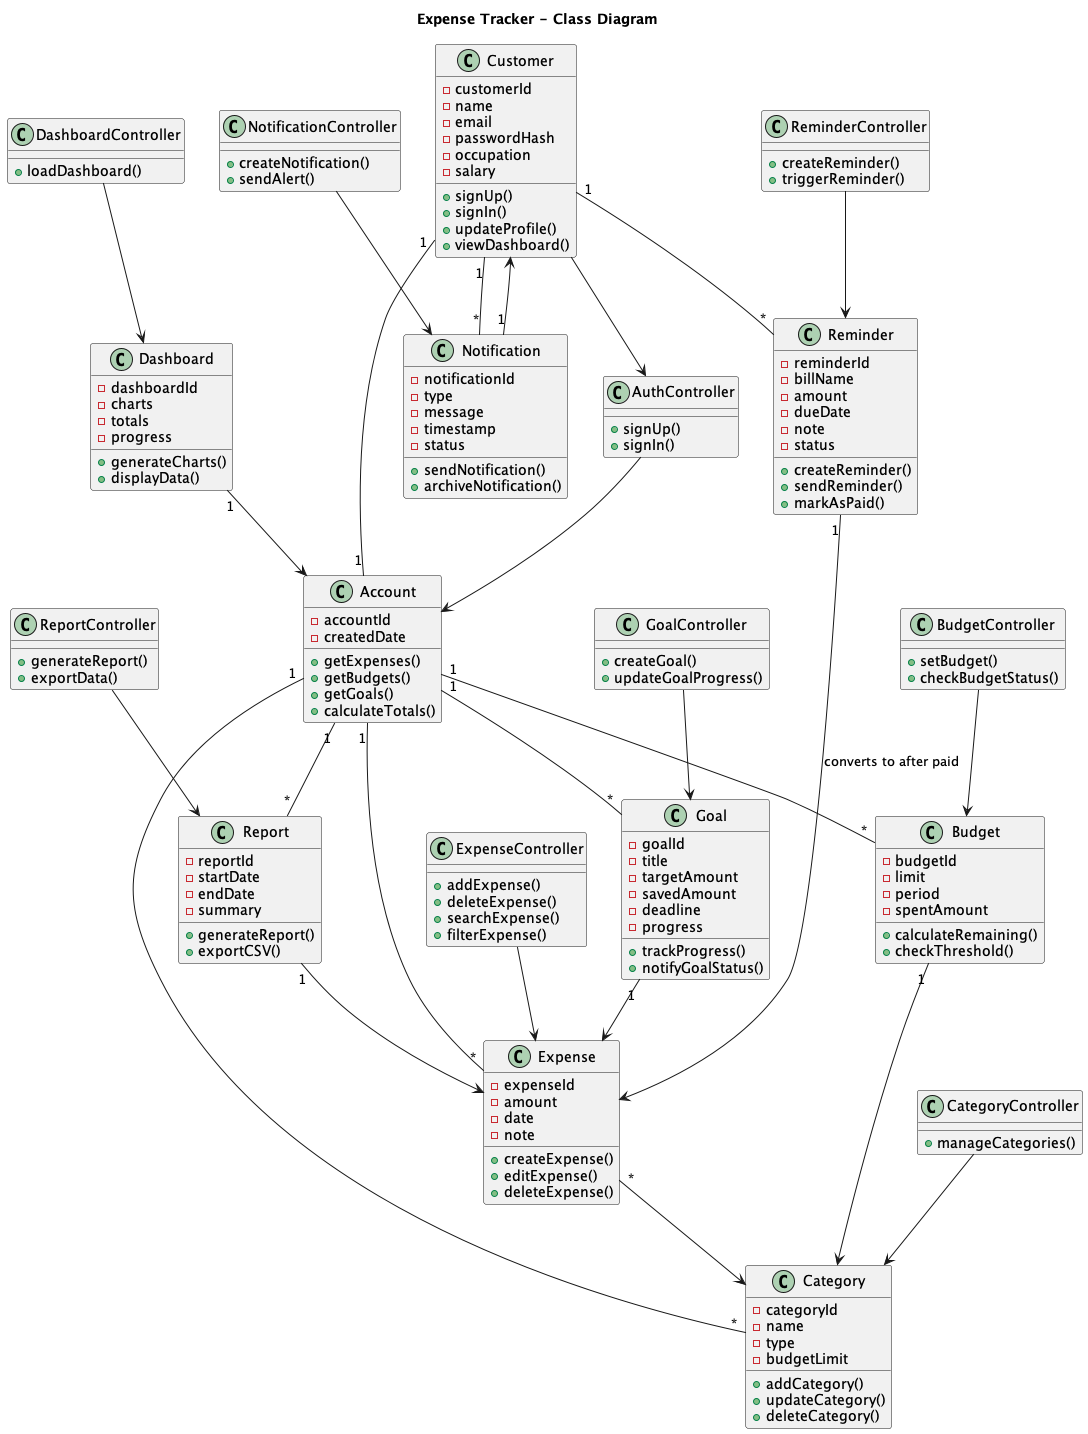 Expense Tracker - Class Diagram
C Customer
customerId
name
email
passwordHash
occupation
salary
signUp()
signIn()
updateProfile()
viewDashboard()
C DashboardController
loadDashboard()
C NotificationController
createNotification()
sendAlert()
C ReminderController
createReminder()
triggerReminder()
1
1
1
*
1
*
C Dashboard
dashboardId
charts
totals
progress
generateCharts()
displayData()
1
C Notification
notificationId
type
message
timestamp
status
sendNotification()
archiveNotification()
C AuthController
signUp()
signIn()
C Reminder
reminderId
billName
amount
dueDate
note
status
createReminder()
sendReminder()
markAsPaid()
1
1
C Account
accountId
createdDate
getExpenses()
getBudgets()
getGoals()
calculateTotals()
C ReportController
generateReport()
exportData()
C GoalController
createGoal()
updateGoalProgress()
C BudgetController
setBudget()
checkBudgetStatus()
1
1
1
1
1
converts to after paid
*
*
*
C Report
reportId
startDate
endDate
summary
generateReport()
exportCSV()
1
C ExpenseController
addExpense()
deleteExpense()
searchExpense()
filterExpense()
C Goal
goalId
title
targetAmount
savedAmount
deadline
progress
trackProgress()
notifyGoalStatus()
1
C Budget
budgetId
limit
period
spentAmount
calculateRemaining()
checkThreshold()
1
*
C Expense
expenseId
amount
date
note
createExpense()
editExpense()
deleteExpense()
*
C CategoryController
manageCategories()
*
C Category
categoryId
name
type
budgetLimit
addCategory()
updateCategory()
deleteCategory()